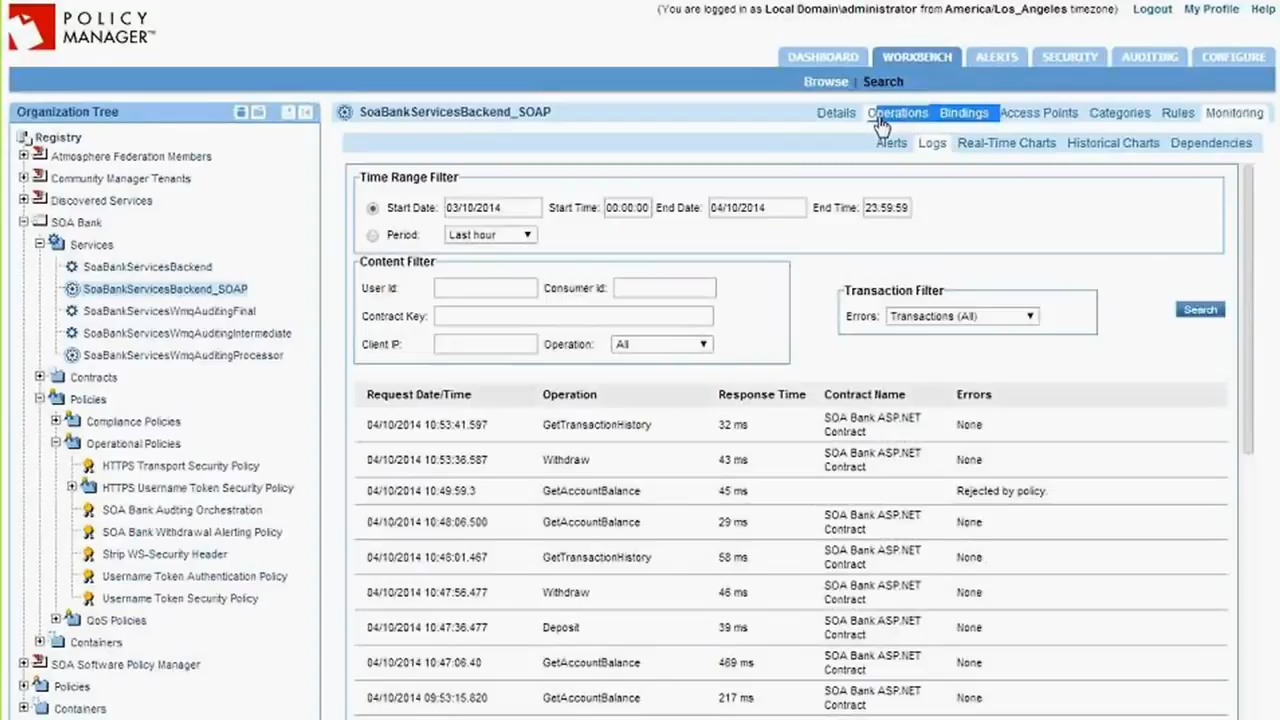 POLICY
MANAGER™
(You are logged in as Local Domain\administrator from America/Los_Angeles timezone) Logout My Profile Help
DASHBOARD WORKBENCH ALERTS SECURITY AUDITING CONFIGURE
Browe | Search
Organization Tree
Registry
Atmosphere Federation Members
Community Manager Tenants
Discovered Services
SOA Bank
Services
SoaBankServicesBackend
SoaBankServicesBackend_SOAP
SoaBankServicesWmqAuditingFinal
SoaBankServicesWmqAuditingIntermediate
SoaBankServicesWmqAuditingProcessor
Contracts
Policies
Compliance Policies
Operational Policies
HTTPS Transport Security Policy
HTTPS Username Token Security Policy
SOA Bank Auditing Orchestration
SOA Bank Withdrawal Alerting Policy
Strip WS-Security Header
Username Token Authentication Policy
Username Token Security Policy
QoS Policies
Containers
SOA Software Policy Manager
Policies
Containers
SoaBankServicesBackend_SOAP Details Operations Bindings Access Points Categories Rules Monitoring
Alerts Logs Real-Time Charts Historical Charts Dependencies
Time Range Filter
Start Date: 03/10/2014 Start Time: 00:00:00 End Date: 04/10/2014 End Time: 23:59:59
Period: Last hour
Content Filter
User Id: Consumer Id:
Contract Key:
Client IP: Operation: All
Transaction Filter
Errors: Transactions (All)
Search
Request Date/Time Operation Response Time Contract Name Errors
04/10/2014 10:53:41.597 GetTransactionHistory 32 ms SOA Bank ASP.NET Contract None
04/10/2014 10:53:36.587 Withdraw 43 ms SOA Bank ASP.NET Contract None
04/10/2014 10:49:59.3 GetAccountBalance 45 ms Rejected by policy.
04/10/2014 10:48:06.500 GetAccountBalance 29 ms SOA Bank ASP.NET Contract None
04/10/2014 10:48:01.467 GetTransactionHistory 58 ms SOA Bank ASP.NET Contract None
04/10/2014 10:47:56.477 Withdraw 46 ms SOA Bank ASP.NET Contract None
04/10/2014 10:47:36.477 Deposit 39 ms SOA Bank ASP.NET Contract None
04/10/2014 10:47:06.40 GetAccountBalance 469 ms SOA Bank ASP.NET Contract None
04/10/2014 09:53:15.820 GetAccountBalance 217 ms SOA Bank ASP.NET Contract None